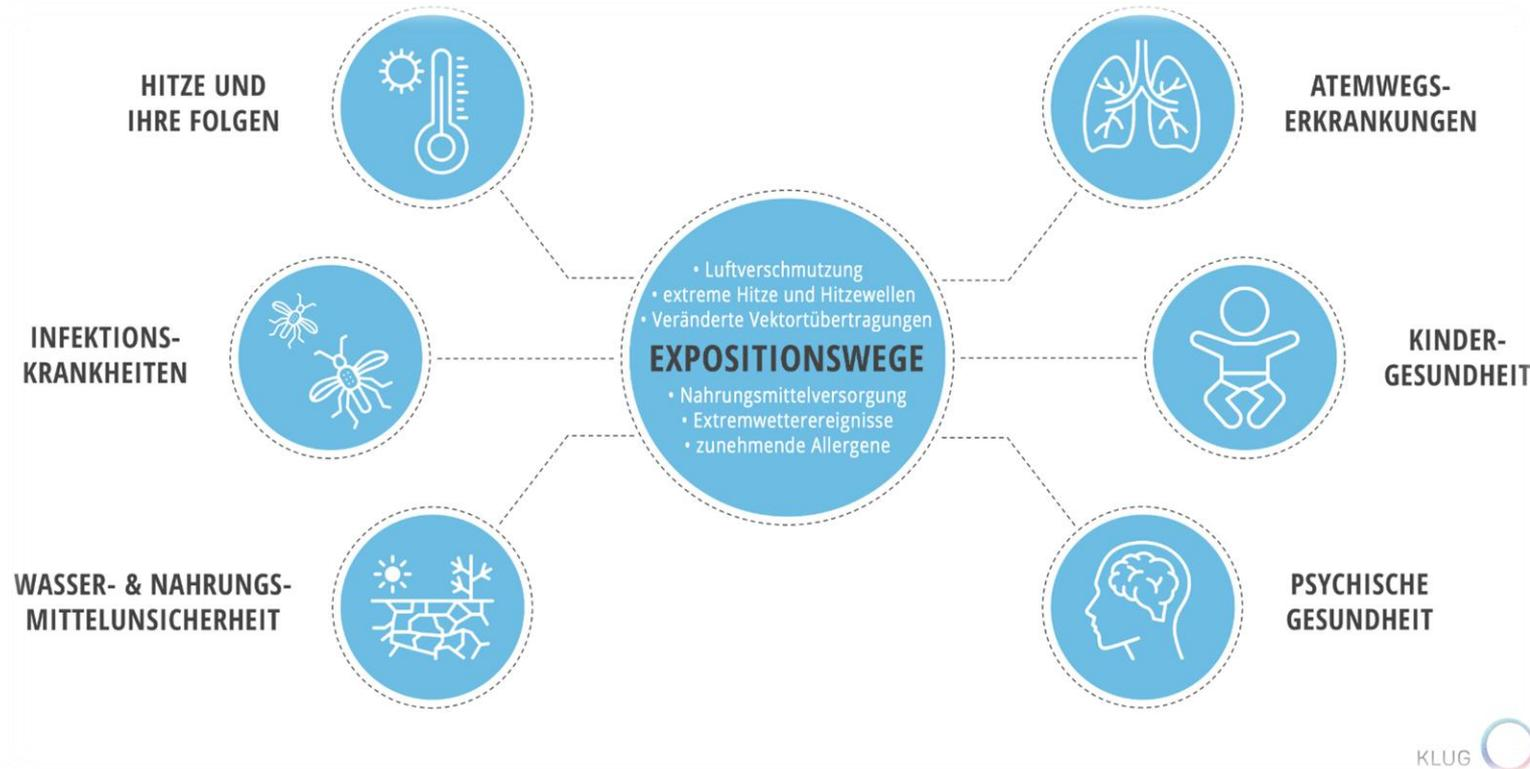 HITZE UND
IHRE FOLGEN
ATEMWEGS-
ERKRANKUNGEN
• Luftverschmutzung
• extreme Hitze und Hitzewellen
• Veränderte Vektortübertragungen
EXPOSITIONSWEGE
• Nahrungsmittelversorgung
• Extremwetterereignisse
• zunehmende Allergene
INFEKTIONS-
KRANKHEITEN
KINDER-
GESUNDHEIT
WASSER- & NAHRUNGS-
MITTELUNSICHERHEIT
PSYCHISCHE
GESUNDHEIT
KLUG